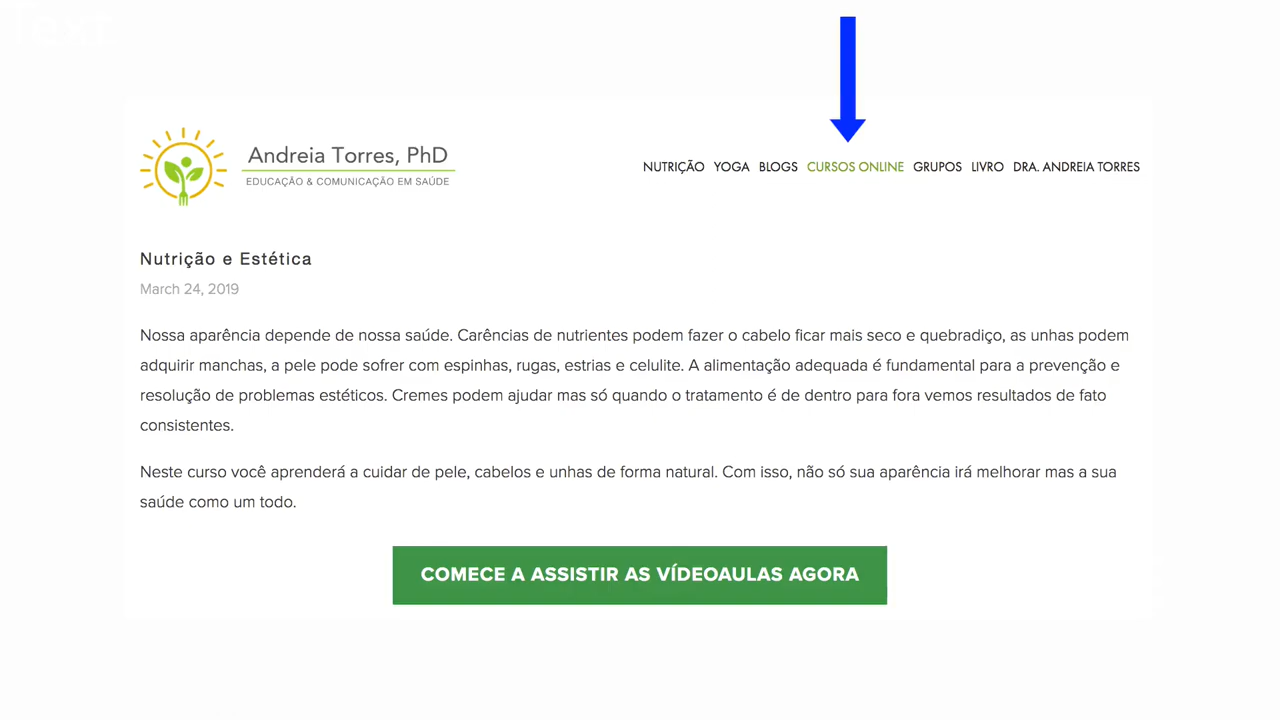 Text
Andreia Torres, PhD
EDUCAÇÃO & COMUNICAÇÃO EM SAÚDE
NUTRIÇÃO YOGA BLOGS CURSOS ONLINE GRUPOS LIVRO DRA. ANDREIA TORRES
Nutrição e Estética
March 24, 2019
Nossa aparência depende de nossa saúde. Carências de nutrientes podem fazer o cabelo ficar mais seco e quebradiço, as unhas podem
adquirir manchas, a pele pode sofrer com espinhas, rugas, estrias e celulite. A alimentação adequada é fundamental para a prevenção e
resolução de problemas estéticos. Cremes podem ajudar mas só quando o tratamento é de dentro para fora vemos resultados de fato
consistentes.
Neste curso você aprenderá a cuidar de pele, cabelos e unhas de forma natural. Com isso, não só sua aparência irá melhorar mas a sua
saúde como um todo.
COMECE A ASSISTIR AS VÍDEOAULAS AGORA